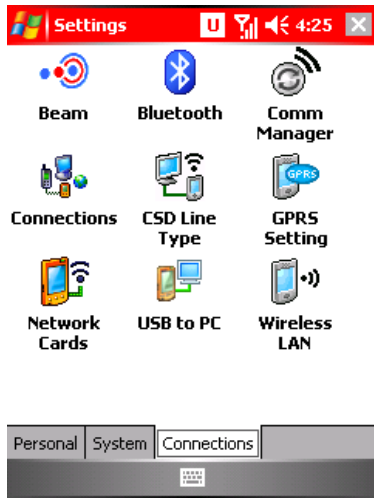 Settings U 4:25
Beam Bluetooth Comm Manager
Connections CSD Line Type GPRS Setting
GPRS
Network Cards USB to PC Wireless LAN
Personal System Connections